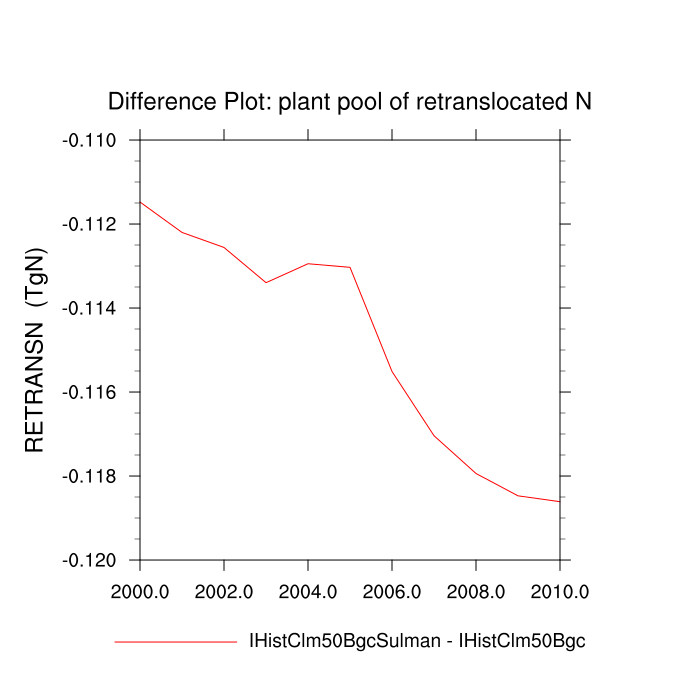 Difference Plot: plant pool of retranslocated N
-0.110
-0.112
-0.114
-0.116
-0.118
-0.120
RETRANSN (TgN)
2000.0 2002.0 2004.0 2006.0 2008.0 2010.0
IHistClm50BgcSulman - IHistClm50Bgc